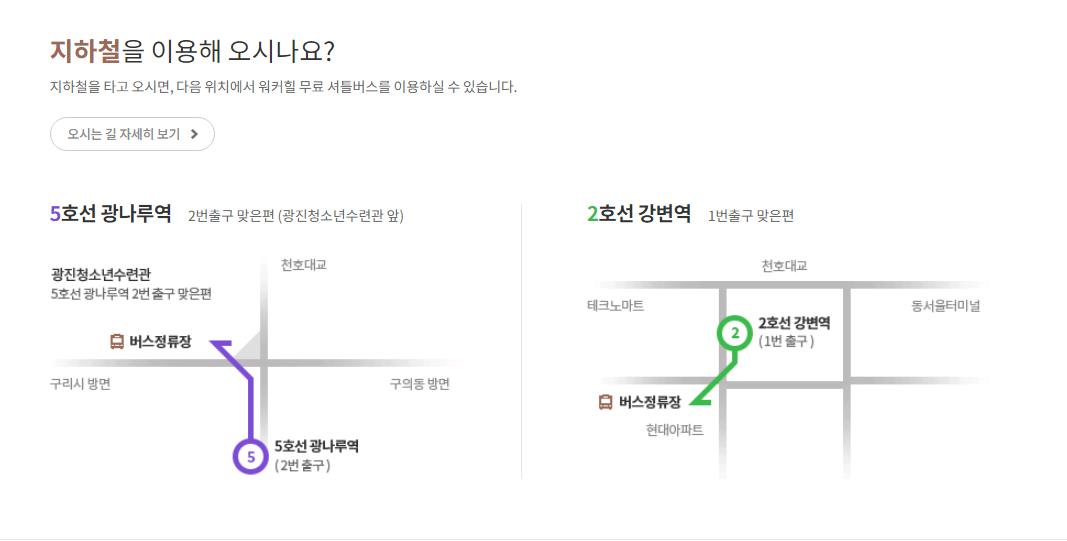 지하철을 이용해 오시나요?
지하철을 타고 오시면, 다음 위치에서 워커힐 무료 셔틀버스를 이용하실 수 있습니다.
오시는 길 자세히 보기
5호선 광나루역 2번출구 맞은편 (광진청소년수련관 앞)
천호대교
광진청소년수련관
5호선 광나루역 2번 출구 맞은편
버스정류장
구리시 방면
구의동 방면
5
5호선 광나루역
( 2번 출구 )
2호선 강변역 1번출구 맞은편
천호대교
테크노마트
동서울터미널
2
2호선 강변역
( 1번 출구 )
버스정류장
현대아파트